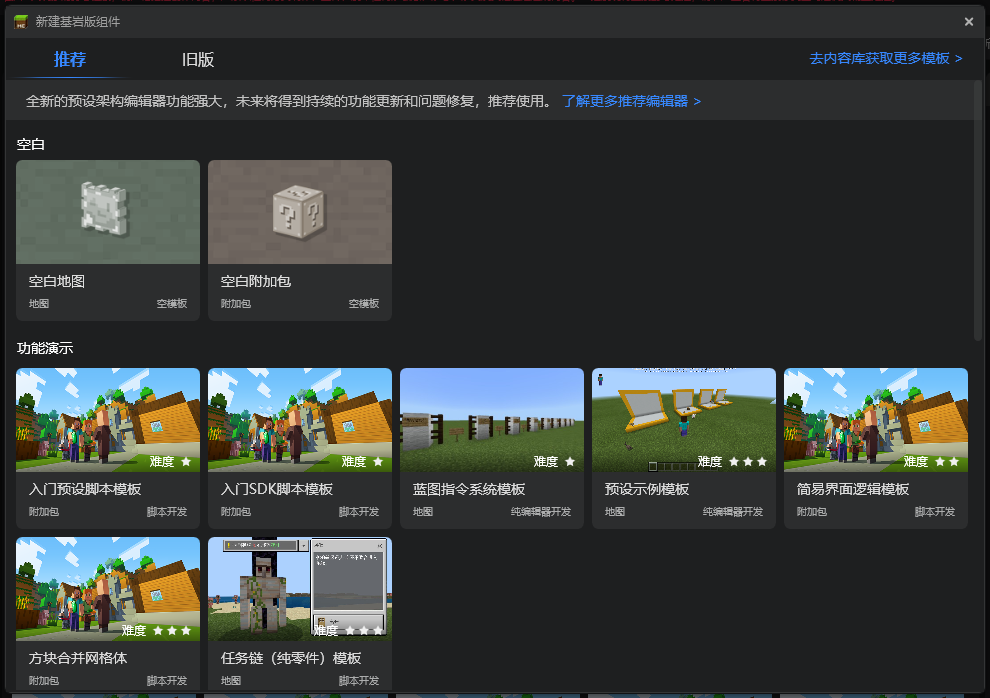 新建基岩版组件
推荐 旧版 去内容库获取更多模板 >
全新的预设架构编辑器功能强大，未来将得到持续的功能更新和问题修复，推荐使用。 了解更多推荐编辑器 >
空白
空白地图 空白附加包
地图 空模板 附加包 空模板
功能演示
难度 难度 难度 难度 难度
入门预设脚本模板 入门SDK脚本模板 蓝图指令系统模板 预设示例模板 简易界面逻辑模板
附加包 脚本开发 附加包 脚本开发 地图 纯编辑器开发 地图 纯编辑器开发 附加包 脚本开发
难度 难度
方块合并网格体 任务链（纯零件）模板
附加包 脚本开发 地图 脚本开发